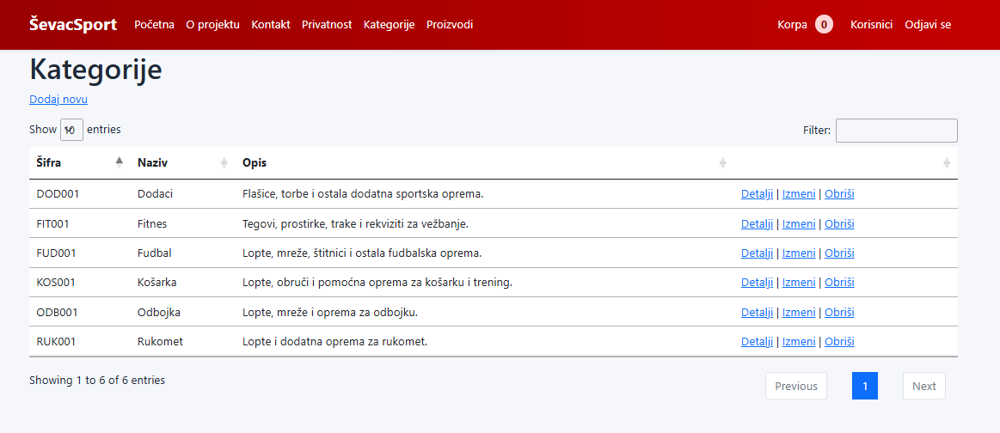 ŠevacSport Početna O projektu Kontakt Privatnost Kategorije Proizvodi Korpa 0 Korisnici Odjavi se
Kategorije
Dodaj novu
Show 10 entries Filter:
Šifra Naziv Opis
DOD001 Dodaci Flašice, torbe i ostala dodatna sportska oprema. Detalji | Izmeni | Obriši
FIT001 Fitnes Tegovi, prostirke, trake i rekviziti za vežbanje. Detalji | Izmeni | Obriši
FUD001 Fudbal Lopte, mreže, štitnici i ostala fudbalska oprema. Detalji | Izmeni | Obriši
KOS001 Košarka Lopte, obruči i pomoćna oprema za košarku i trening. Detalji | Izmeni | Obriši
ODB001 Odbojka Lopte, mreže i oprema za odbojku. Detalji | Izmeni | Obriši
RUK001 Rukomet Lopte i dodatna oprema za rukomet. Detalji | Izmeni | Obriši
Showing 1 to 6 of 6 entries Previous 1 Next